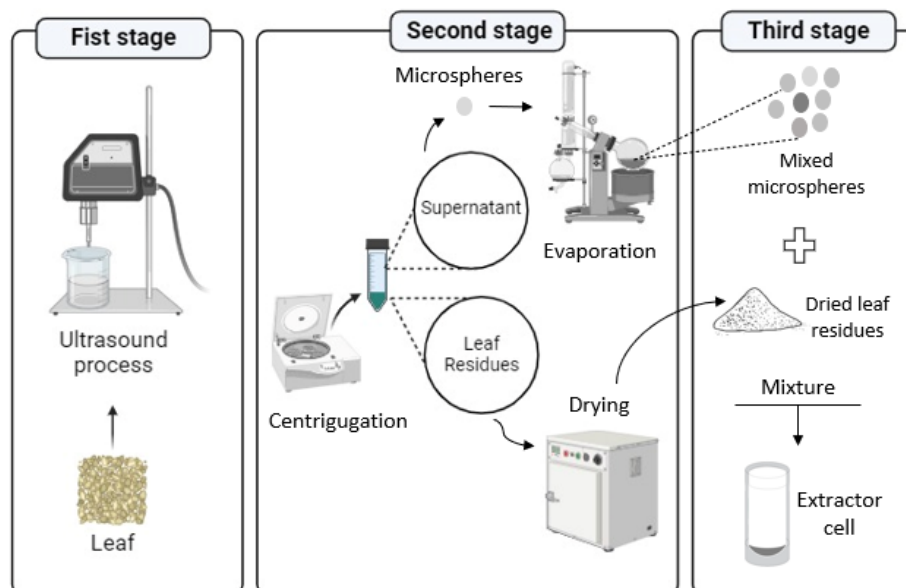 Fist stage
Ultrasound
process
Leaf
Second stage
Microspheres
Supernatant
Evaporation
Leaf
Residues
Centrigugation
Drying
Third stage
Mixed
microspheres
Dried leaf
residues
Mixture
Extractor
cell